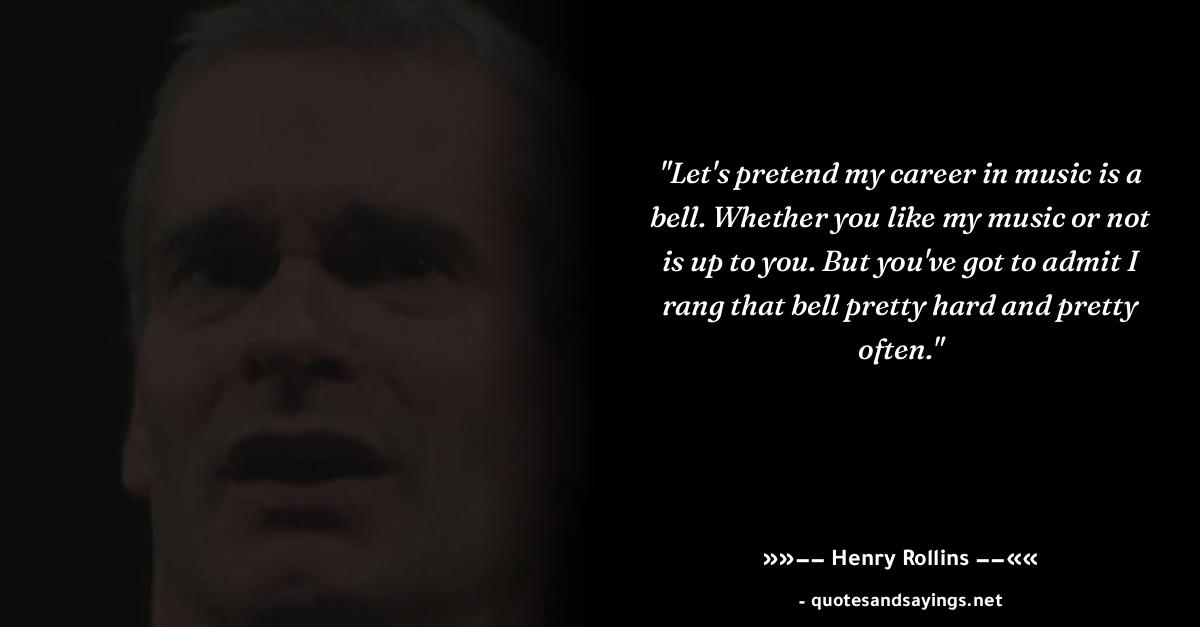 "Let's pretend my career in music is a
bell. Whether you like my music or not
is up to you. But you've got to admit I
rang that bell pretty hard and pretty
often."
»»−− Henry Rollins −−««
- quotesandsayings.net